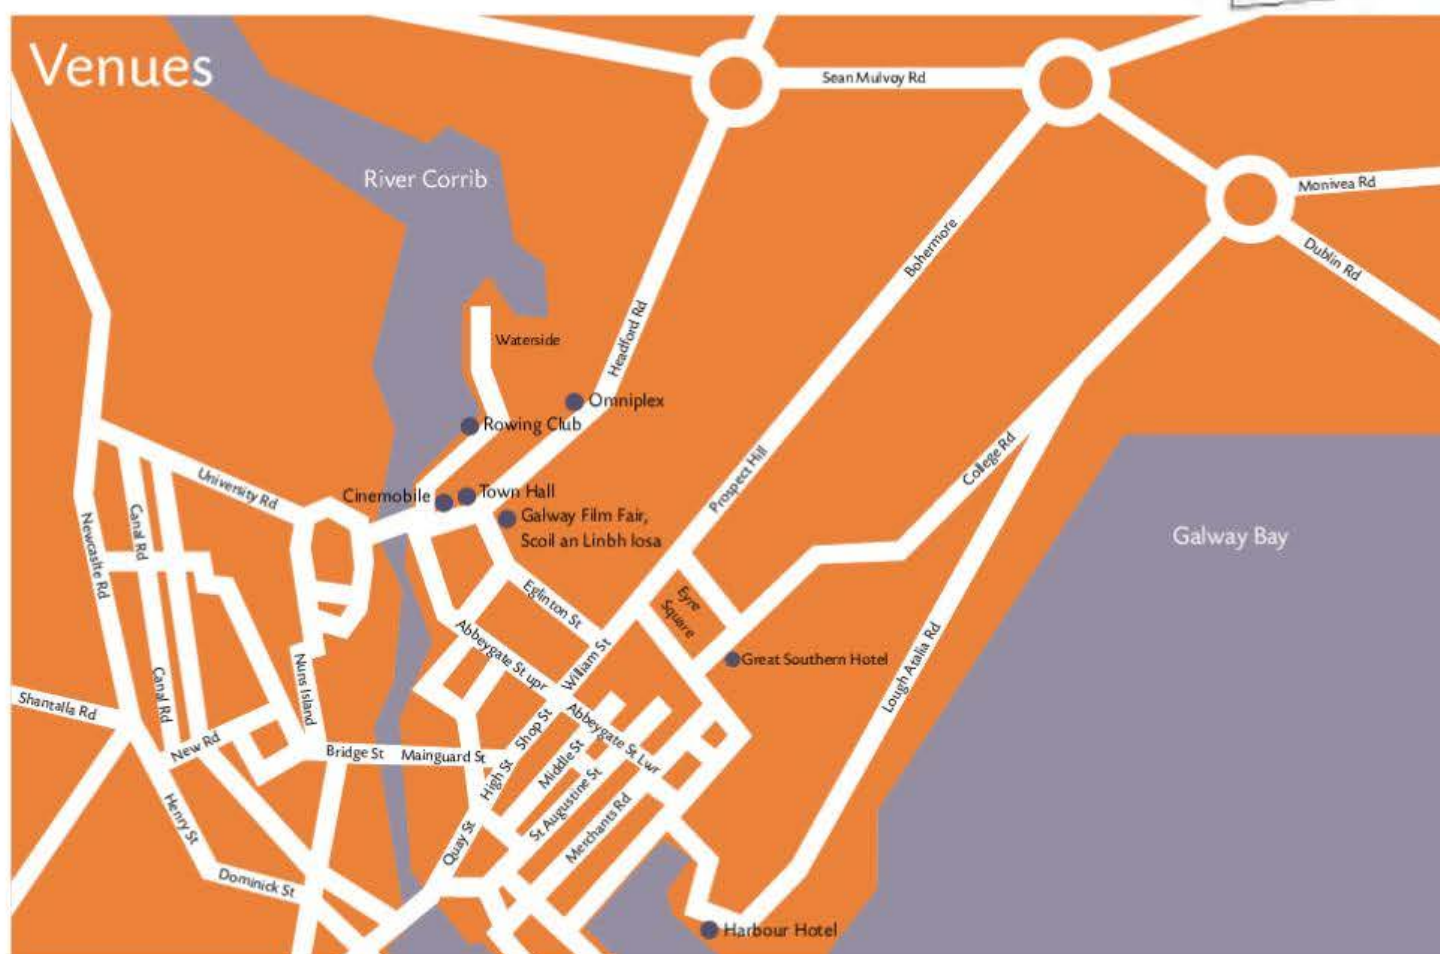 Venues
Sean Mulvoy Rd
River Corrib
Monivea Rd
Bohermore
Dublin Rd
Headford Rd
Waterside
Omniplex
Rowing Club
Prospect Hill
College Rd
University Rd
Cinemobile
Town Hall
Galway Film Fair,
Scoil an Linbh Iosa
Galway Bay
Canal Rd
Newcaslte Rd
Eglinton St
Eyre
Square
Abbeygate St upr
William St
Great Southern Hotel
Lough Atalia Rd
Nuns Island
Canal Rd
Shantalla Rd
New Rd
Bridge St
Mainguard St
Shop St
Abbeygate St Lwr
High St
Middle St
St Augustine St
Merchants Rd
Henry St
Quay St
Dominick St
Harbour Hotel